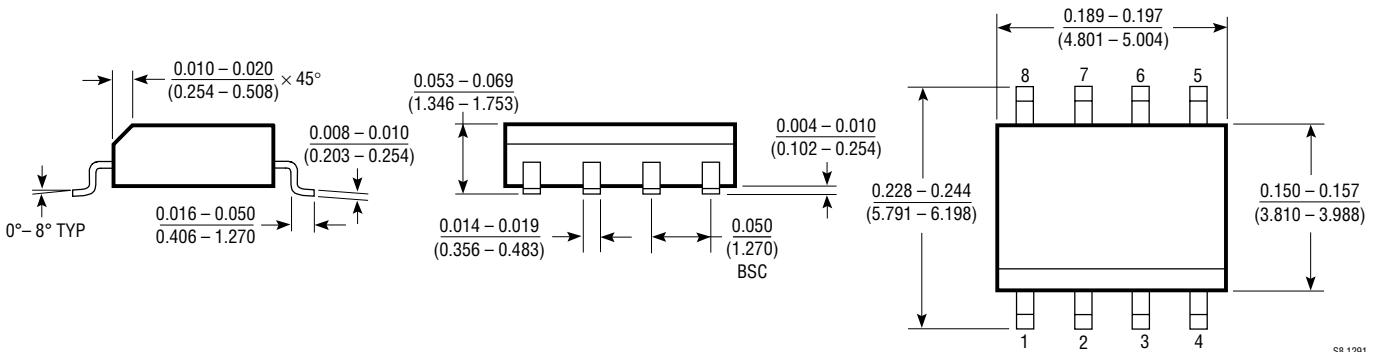 0.010 – 0.020
(0.254 – 0.508)
× 45°
0.008 – 0.010
(0.203 – 0.254)
0.016 – 0.050
0.406 – 1.270
0°– 8° TYP
0.053 – 0.069
(1.346 – 1.753)
0.004 – 0.010
(0.102 – 0.254)
0.014 – 0.019
(0.356 – 0.483)
0.050
(1.270)
BSC
0.189 – 0.197
(4.801 – 5.004)
8 7 6 5
0.228 – 0.244
(5.791 – 6.198)
0.150 – 0.157
(3.810 – 3.988)
1 2 3 4
S8 1291